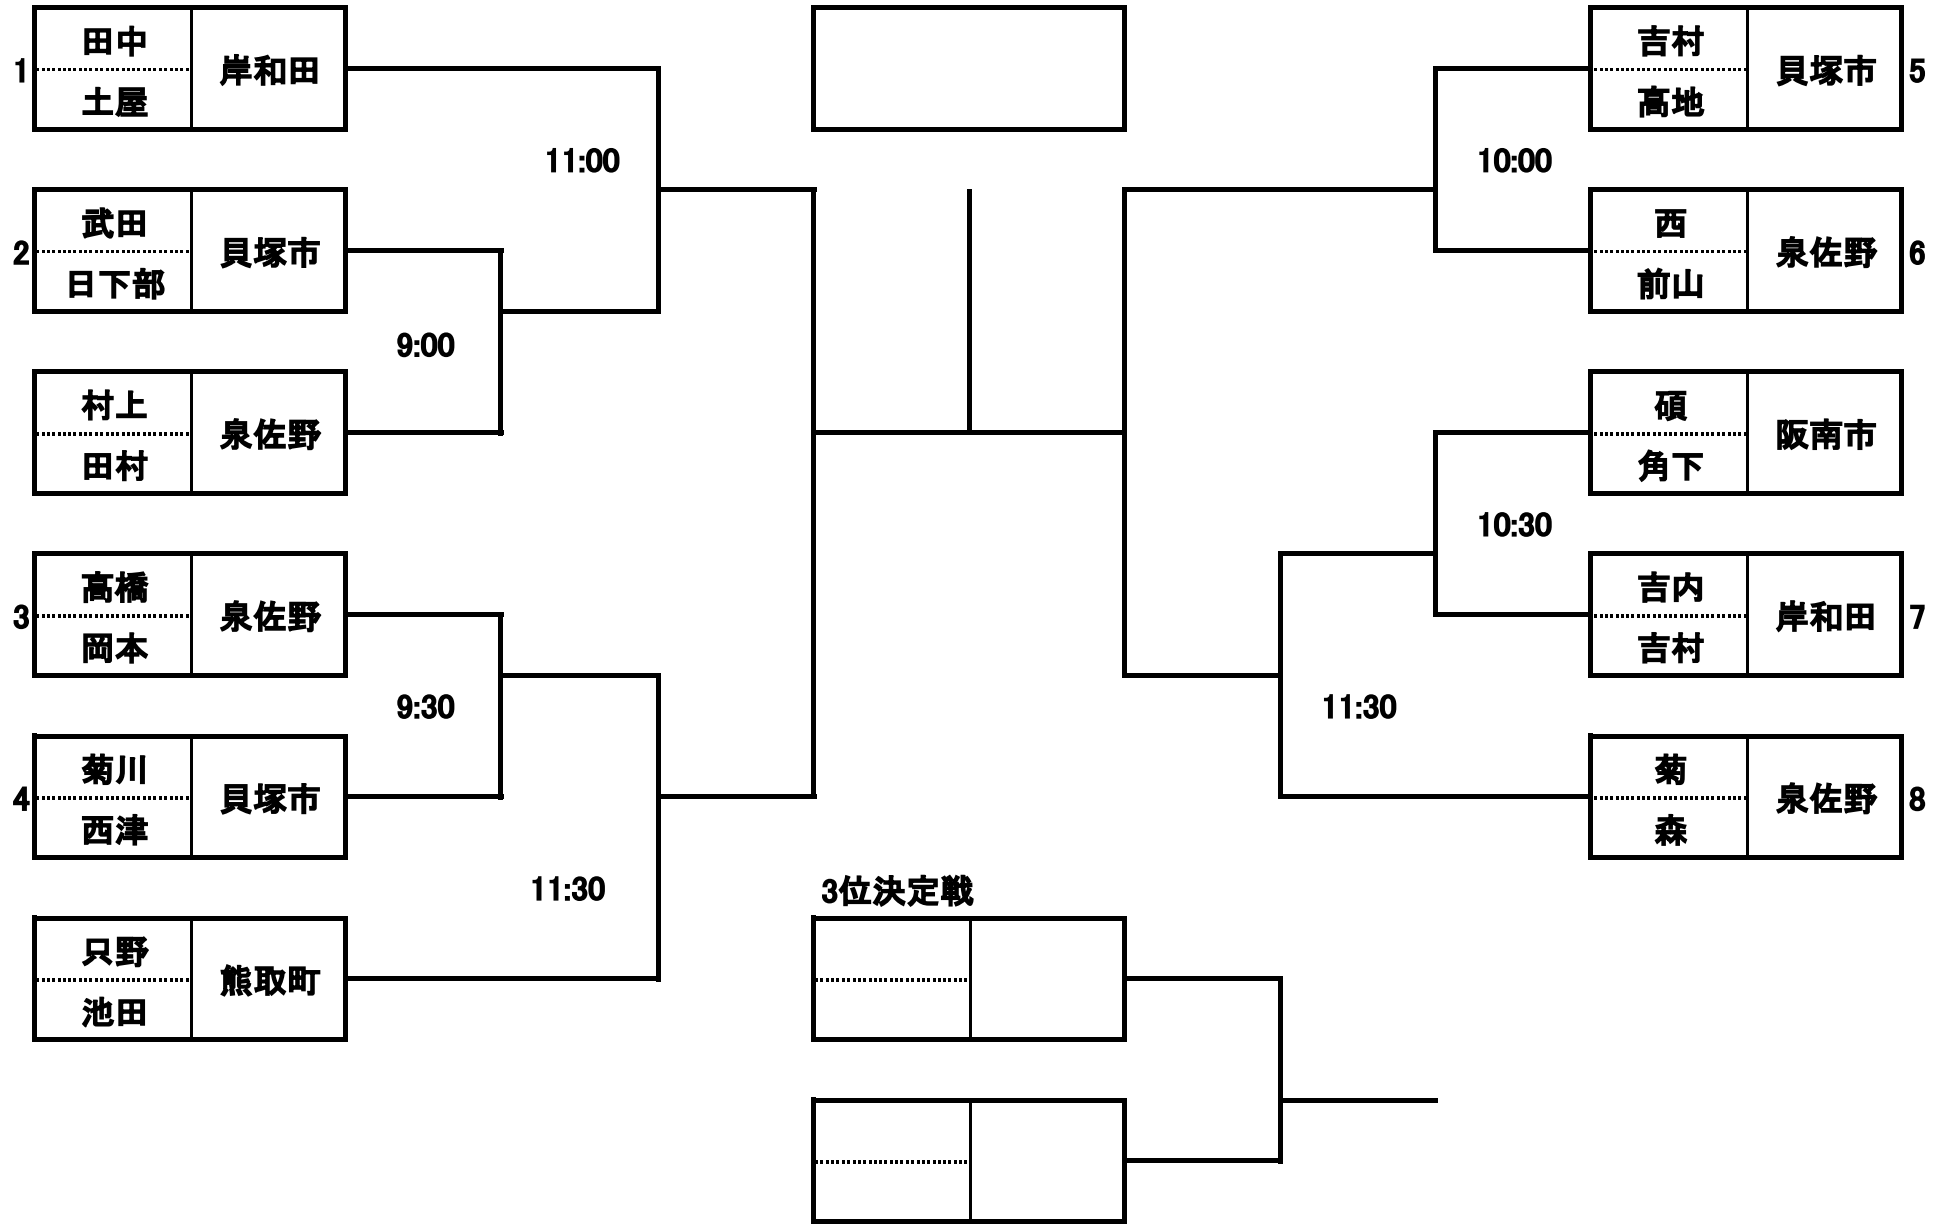 1
田中
土屋
岸和田
11:00
2
武田
日下部
貝塚市
9:00
村上
田村
泉佐野
3
高橋
岡本
泉佐野
9:30
4
菊川
西津
貝塚市
11:30
只野
池田
熊取町
吉村
高地
貝塚市
5
10:00
西
前山
泉佐野
6
碩
角下
阪南市
10:30
吉内
吉村
岸和田
7
11:30
菊
森
泉佐野
8
3位決定戦